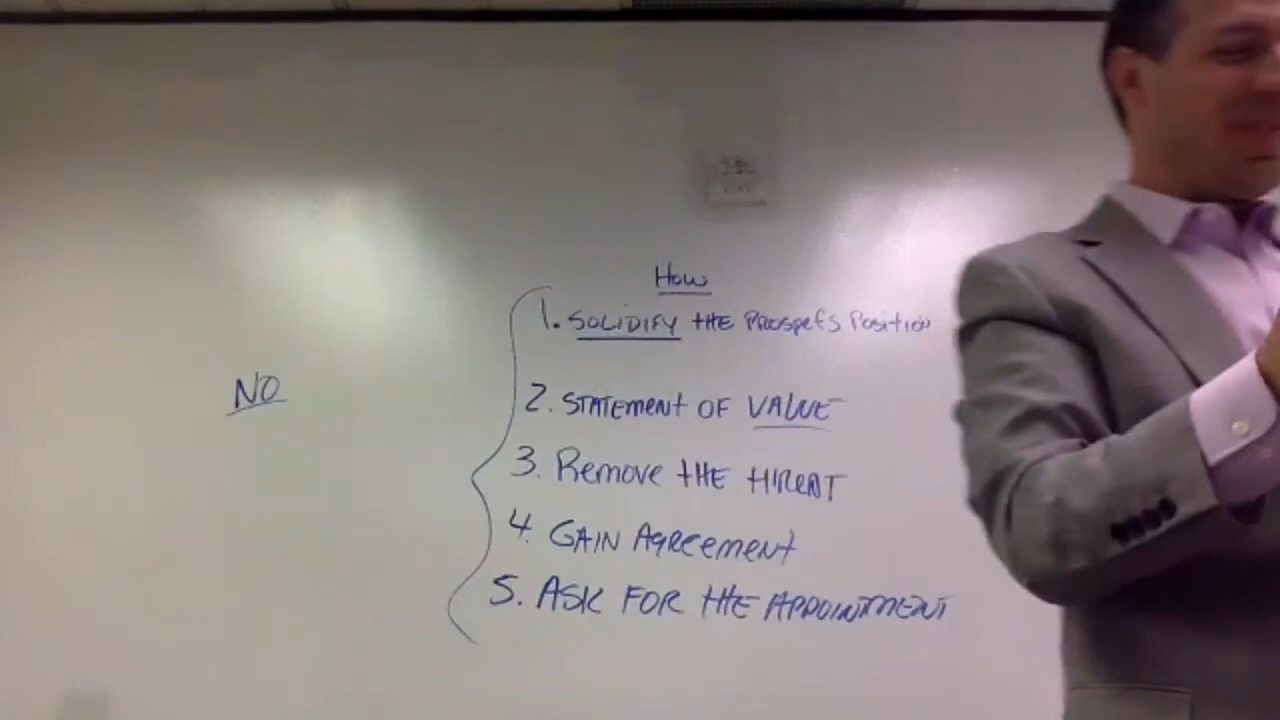 How
1. SOLIDIFY tHE PROSPECTS POSITION
NO
2. STATEMENT OF VALUE
3. Remove tHE tHREAT
4. GAIN AGREEMENT
5. ASK FOR tHE APPOINTMENT